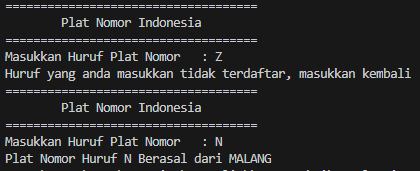 ====================================
Plat Nomor Indonesia
====================================
Masukkan Huruf Plat Nomor   : Z
Huruf yang anda masukkan tidak terdaftar, masukkan kembali
====================================
Plat Nomor Indonesia
====================================
Masukkan Huruf Plat Nomor   : N
Plat Nomor Huruf N Berasal dari MALANG